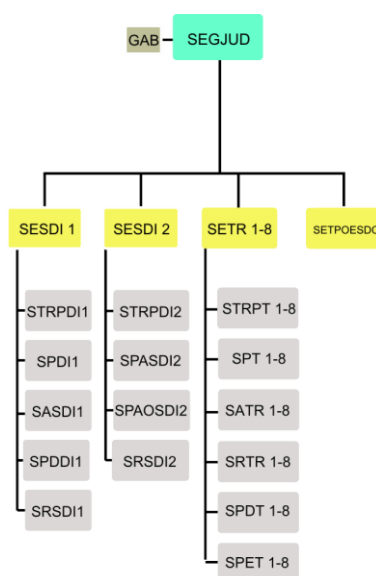 GAB
SEGJUD
SESDI 1
SESDI 2
SETR 1-8
SETPOESDC
STRPDI1
SPDI1
SASDI1
SPDDI1
SRSDI1
STRPDI2
SPASDI2
SPAOSDI2
SRSDI2
STRPT 1-8
SPT 1-8
SATR 1-8
SRTR 1-8
SPDT 1-8
SPET 1-8